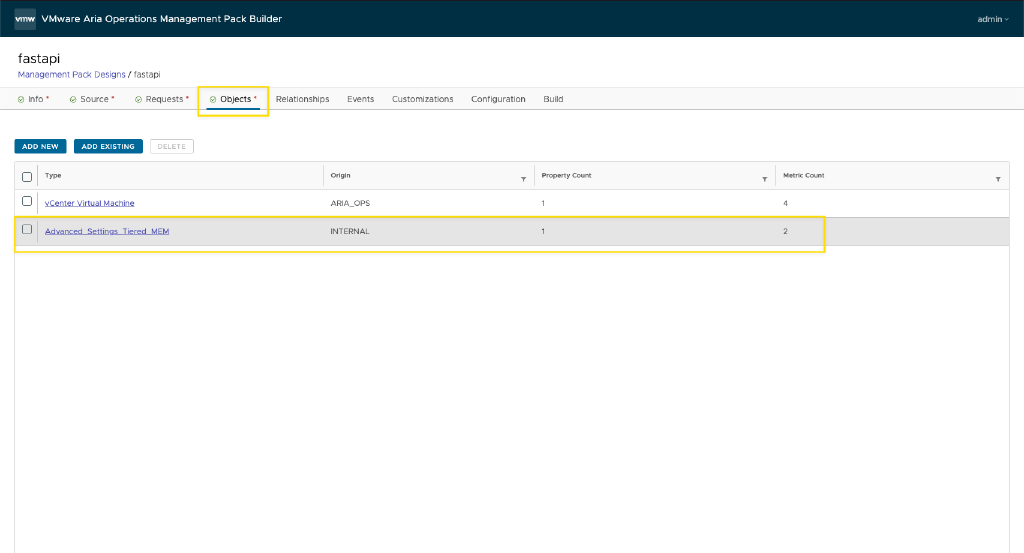 vmw VMware Aria Operations Management Pack Builder admin
fastapi
Management Pack Designs / fastapi
Info * Source * Requests * Objects * Relationships Events Customizations Configuration Build
ADD NEW ADD EXISTING DELETE
Type Origin Property Count Metric Count
vCenter Virtual Machine ARIA_OPS 1 4
Advanced_Settings_Tiered_MEM INTERNAL 1 2